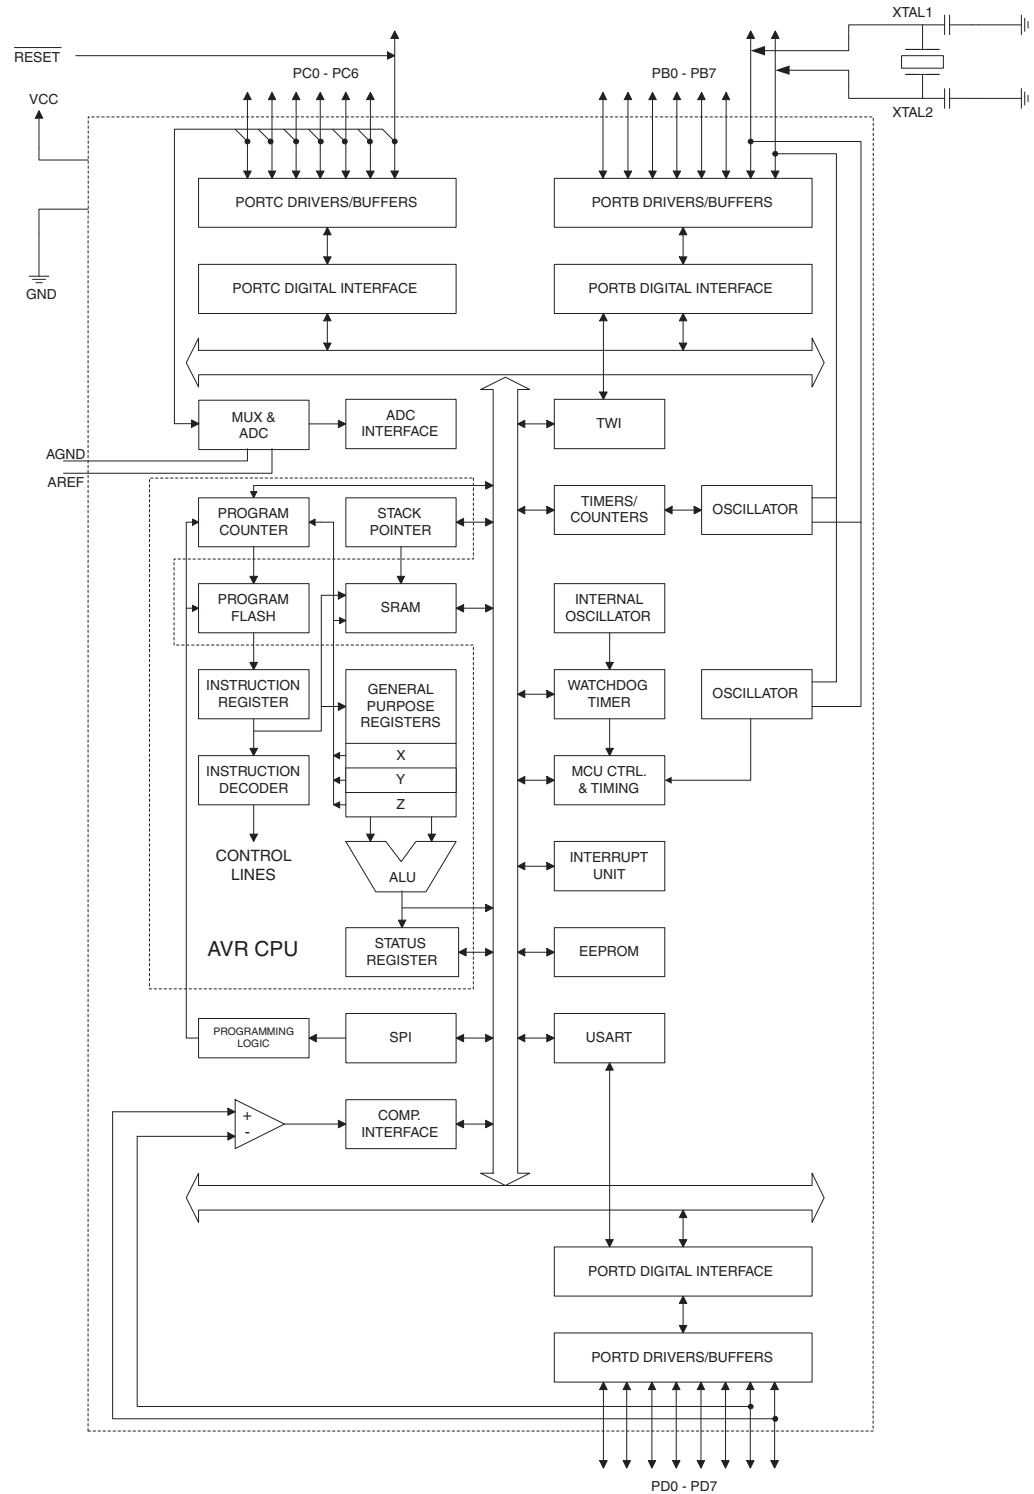 XTAL1
RESET
PC0 - PC6
PB0 - PB7
VCC
XTAL2
PORTC DRIVERS/BUFFERS
PORTB DRIVERS/BUFFERS
PORTC DIGITAL INTERFACE
PORTB DIGITAL INTERFACE
GND
MUX &
ADC
ADC
INTERFACE
TWI
AGND
AREF
PROGRAM
COUNTER
STACK
POINTER
TIMERS/
COUNTERS
OSCILLATOR
PROGRAM
FLASH
SRAM
INTERNAL
OSCILLATOR
INSTRUCTION
REGISTER
GENERAL
PURPOSE
REGISTERS
WATCHDOG
TIMER
OSCILLATOR
X
Y
Z
INSTRUCTION
DECODER
MCU CTRL.
& TIMING
CONTROL
LINES
ALU
INTERRUPT
UNIT
AVR CPU
STATUS
REGISTER
EEPROM
PROGRAMMING
LOGIC
SPI
USART
+
-
COMP.
INTERFACE
PORTD DIGITAL INTERFACE
PORTD DRIVERS/BUFFERS
PD0 - PD7